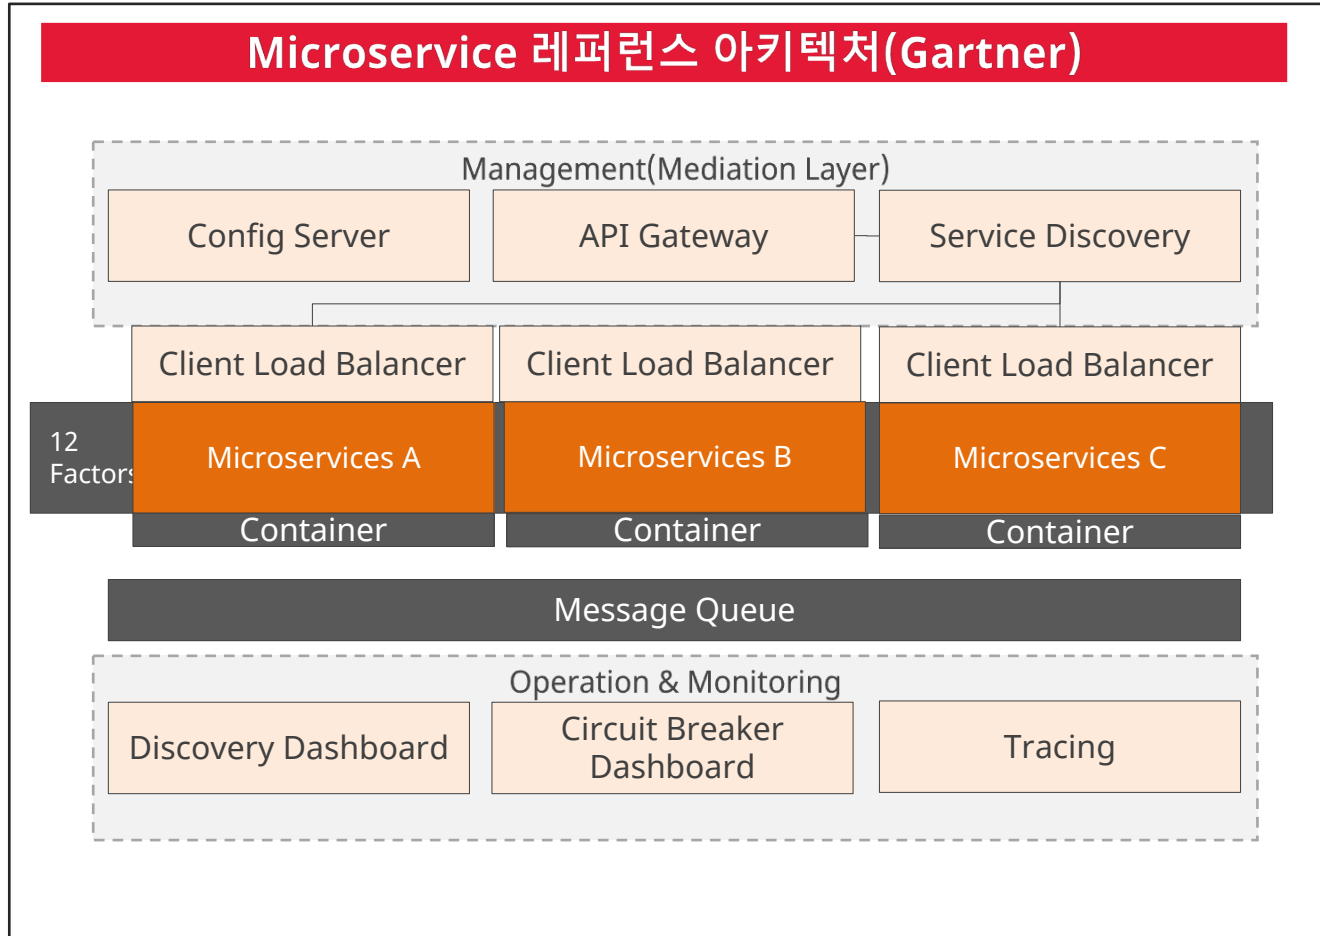 Microservice 레퍼런스 아키텍처(Gartner)
Management(Mediation Layer)
Config Server
API Gateway
Service Discovery
Client Load Balancer
Client Load Balancer
Client Load Balancer
12
Factors
Microservices A
Microservices B
Microservices C
Container
Container
Container
Message Queue
Operation & Monitoring
Discovery Dashboard
Circuit Breaker
Dashboard
Tracing